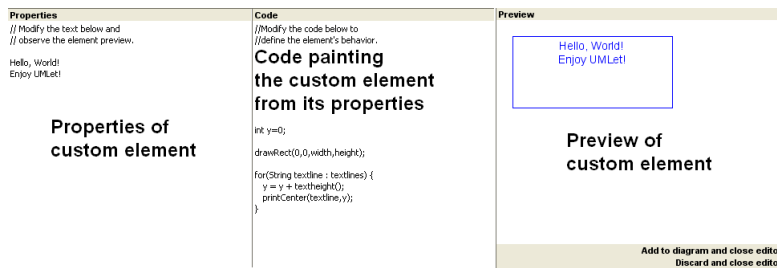 Properties
// Modify the text below and
// observe the element preview.
Hello, World!
Enjoy UMLet!
Properties of
custom element
Code
//Modify the code below to
//define the element's behavior.
Code painting
the custom element
from its properties
int y=0;
drawRect(0,0,width,height);
for(String textline : textlines) {
y = y + textheight();
printCenter(textline,y);
}
Preview
Hello, World!
Enjoy UMLet!
Preview of
custom element
Add to diagram and close edito
Discard and close edito